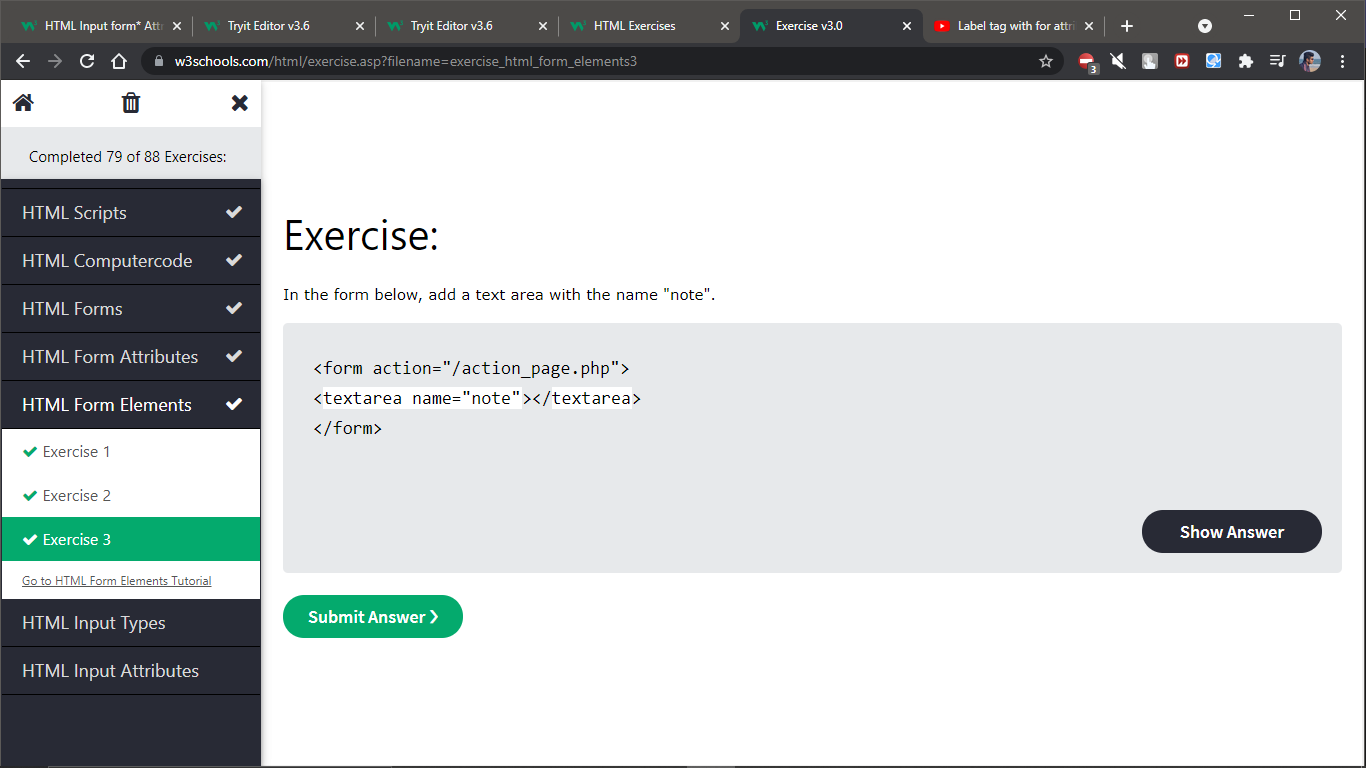 HTML Input form* Attr
Tryit Editor v3.6
Tryit Editor v3.6
HTML Exercises
Exercise v3.0
Label tag with for attri
w3schools.com/html/exercise.asp?filename=exercise_html_form_elements3
3
Completed 79 of 88 Exercises:
HTML Scripts
HTML Computercode
HTML Forms
HTML Form Attributes
HTML Form Elements
Exercise 1
Exercise 2
Exercise 3
Go to HTML Form Elements Tutorial
HTML Input Types
HTML Input Attributes
Exercise:
In the form below, add a text area with the name "note".
<form action="/action_page.php">
<textarea name="note"></textarea>
</form>
Show Answer
Submit Answer ❯